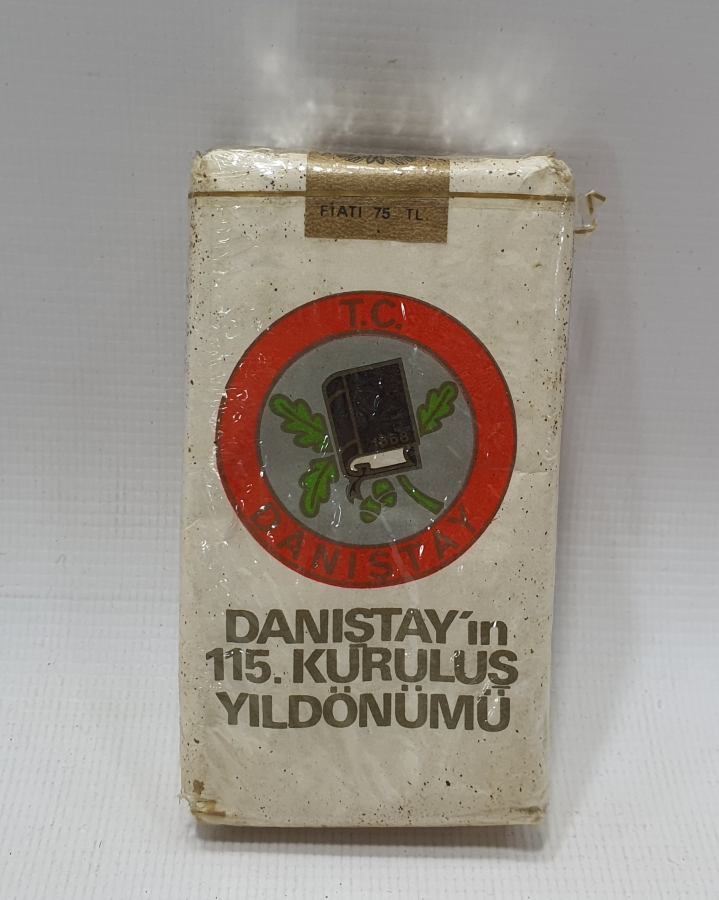 FİATI 75 TL
T.C.
1868
DANIŞTAY
DANIŞTAY'ın
115. KURULUŞ
YILDÖNÜMÜ